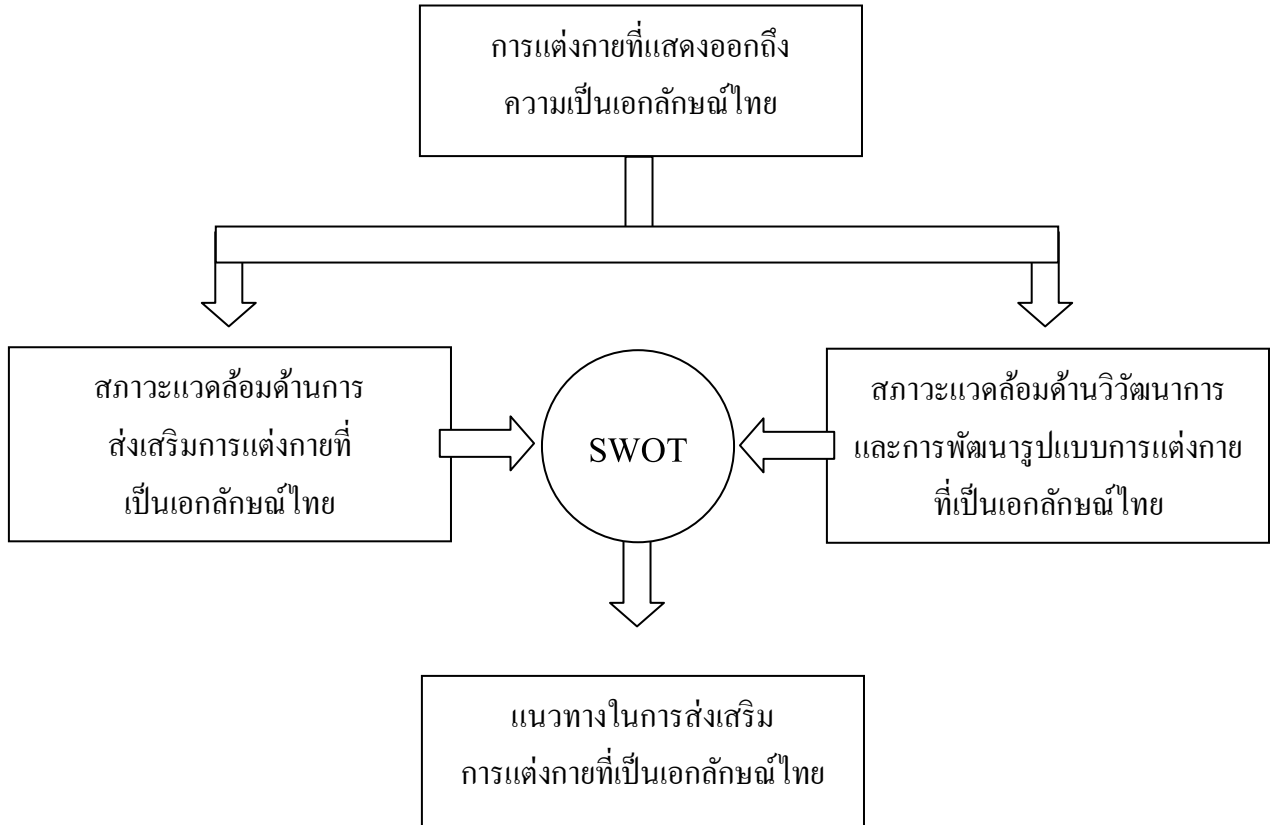 การแต่งกายที่แสดงออกถึง
ความเป็นเอกลักษณ์ไทย
สภาวะแวดล้อมด้านการ
ส่งเสริมการแต่งกายที่
เป็นเอกลักษณ์ไทย
SWOT
สภาวะแวดล้อมด้านวิวัฒนาการ
และการพัฒนารูปแบบการแต่งกาย
ที่เป็นเอกลักษณ์ไทย
แนวทางในการส่งเสริม
การแต่งกายที่เป็นเอกลักษณ์ไทย